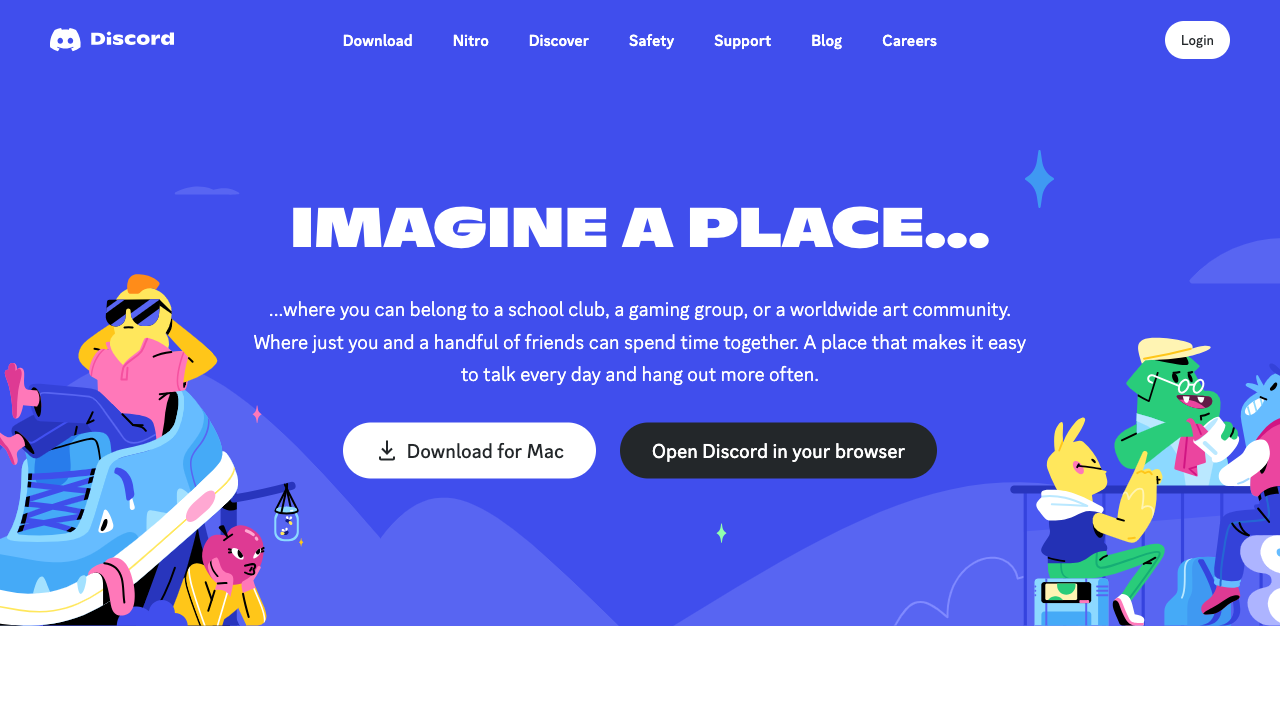 Discord
Download
Nitro
Discover
Safety
Support
Blog
Careers
Login
IMAGINE A PLACE...
...where you can belong to a school club, a gaming group, or a worldwide art community.
Where just you and a handful of friends can spend time together. A place that makes it easy
to talk every day and hang out more often.
Download for Mac
Open Discord in your browser